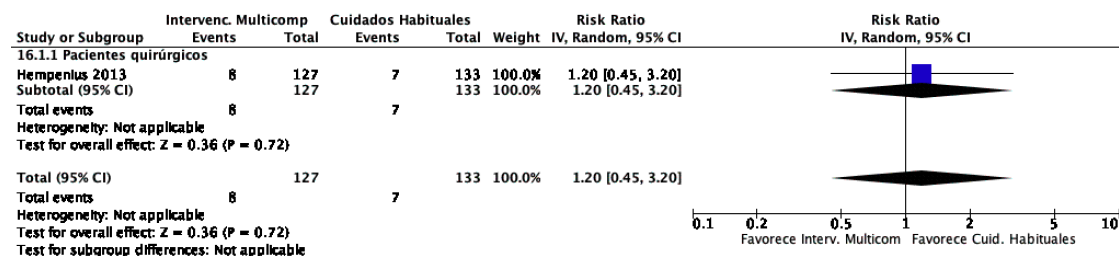 Intervenc. Multicomp Cuidados Habituales Risk Ratio Risk Ratio
Study or Subgroup Events Total Events Total Weight IV, Random, 95% CI IV, Random, 95% CI
16.1.1 Pacientes quirúrgicos
Hempenius 2013 8 127 7 133 100.0% 1.20 [0.45, 3.20]
Subtotal (95% CI) 127 133 100.0% 1.20 [0.45, 3.20]
Total events 8 7
Heterogeneity: Not applicable
Test for overall effect: Z = 0.36 (P = 0.72)
Total (95% CI) 127 133 100.0% 1.20 [0.45, 3.20]
Total events 8 7
Heterogeneity: Not applicable
Test for overall effect: Z = 0.36 (P = 0.72)
Test for subgroup differences: Not applicable
0.1 0.2 0.5 1 2 5 10
Favorece Interv. Multicom Favorece Cuid. Habituales